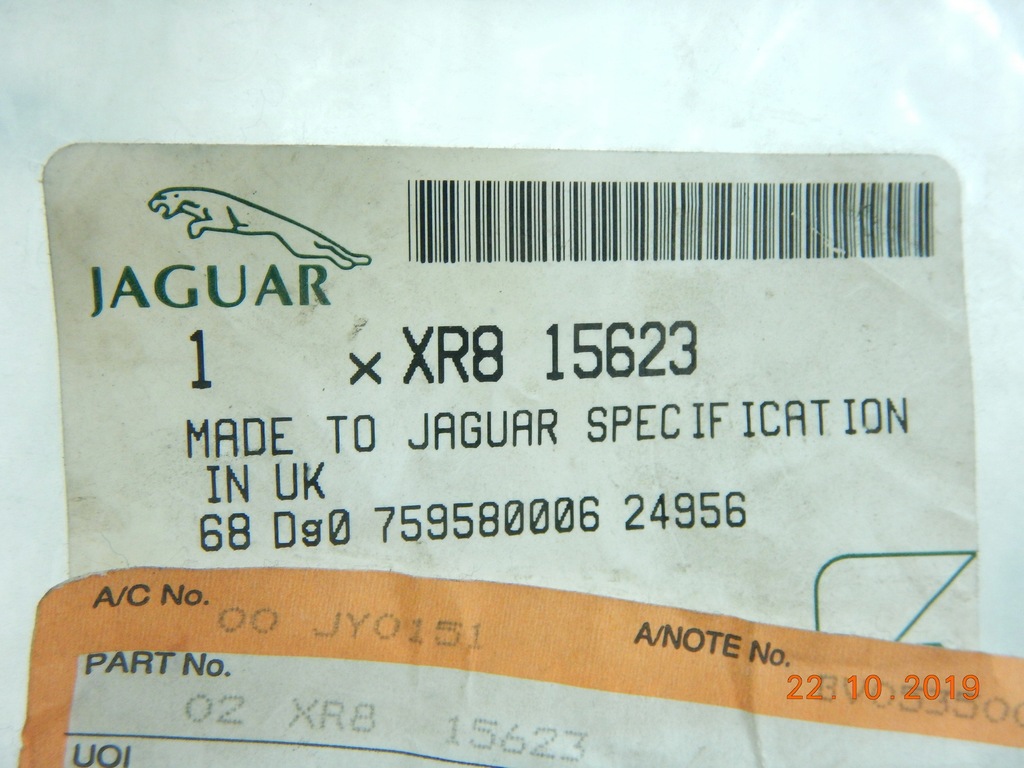 JAGUAR
1 x XR8 15623
MADE TO JAGUAR SPECIFICATION
IN UK
68 Dg0 759580006 24956
A/C No.
00 JY0151
A/NOTE No.
PART No.
22.10.2019
02 XR8 15623
UOI